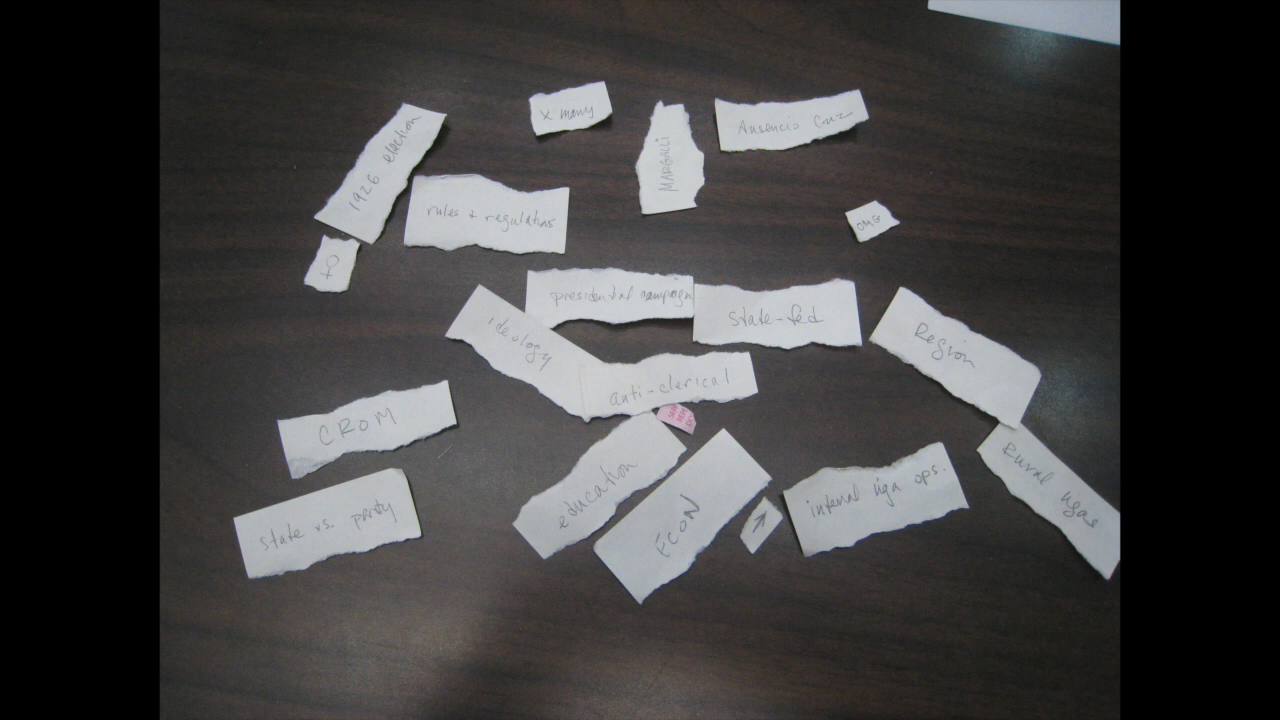 x many
Ausencio Cruz
1926 election
MARGALLI
rules + regulations
OMG
presidential campaign
state-fed
ideology
Region
anti-clerical
CROM
education
ECON
internal liga ops.
Rural ligas
state vs. party